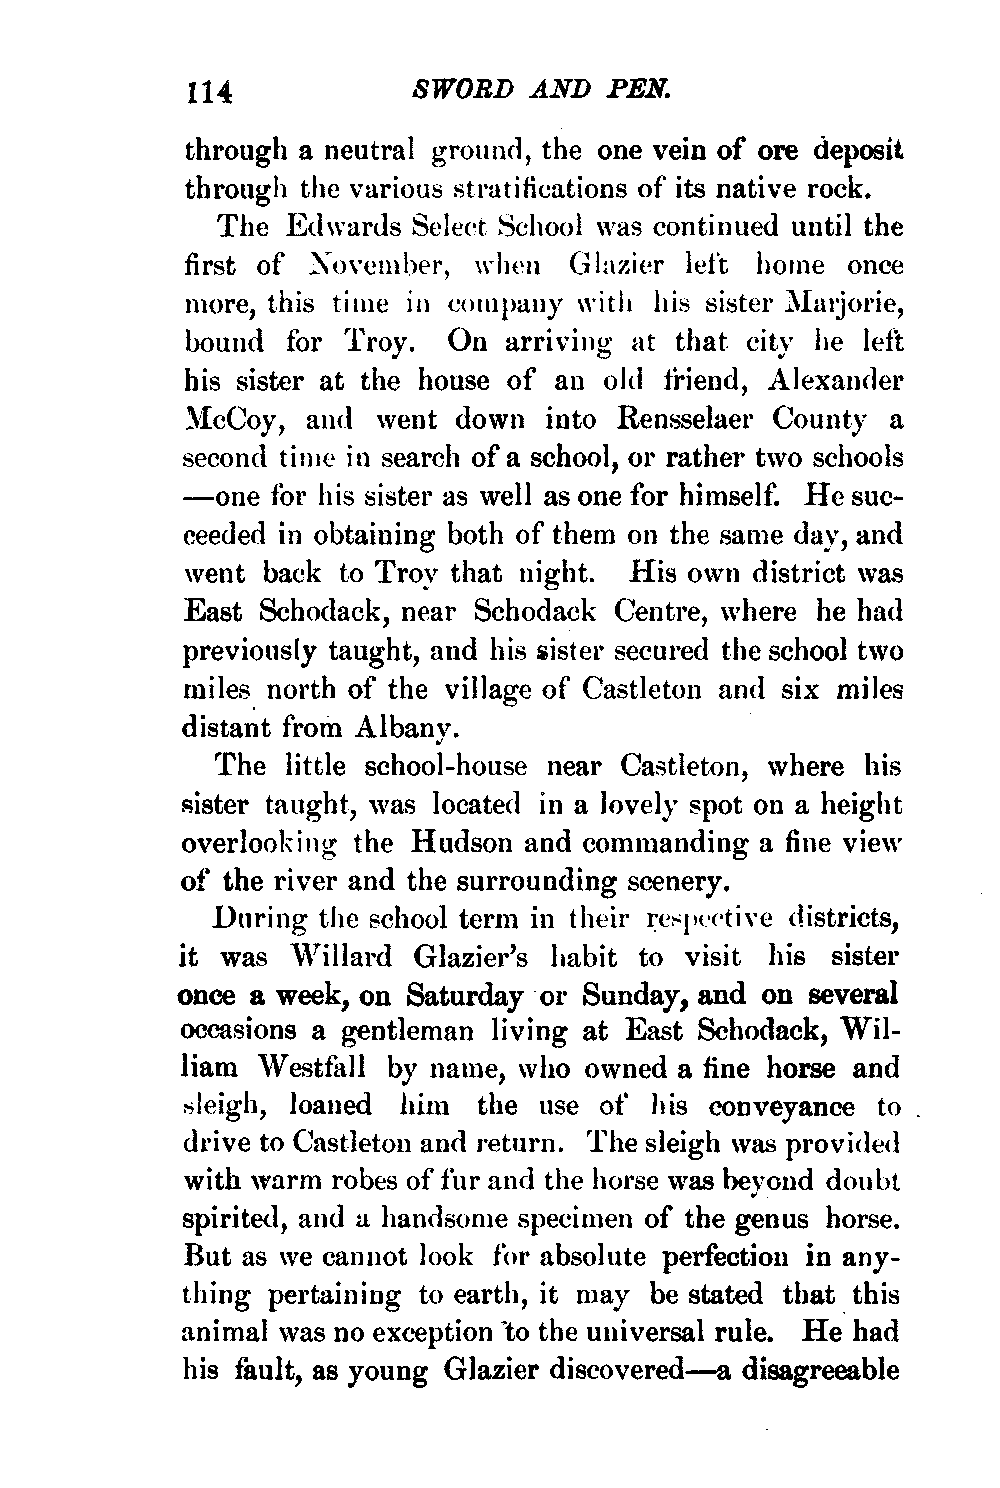 114 SWORD AND PEN.
through a neutral ground, the one vein of ore deposit
through the various stratifications of its native rock.
The Edwards Select School was continued until the
first of November, when Glazier left home once
more, this time in company with his sister Marjorie,
bound for Troy. On arriving at that city he left
his sister at the house of an old friend, Alexander
McCoy, and went down into Rensselaer County a
second time in search of a school, or rather two schools
—one for his sister as well as one for himself. He suc-
ceeded in obtaining both of them on the same day, and
went back to Troy that night. His own district was
East Schodack, near Schodack Centre, where he had
previously taught, and his sister secured the school two
miles north of the village of Castleton and six miles
distant from Albany.
The little school-house near Castleton, where his
sister taught, was located in a lovely spot on a height
overlooking the Hudson and commanding a fine view
of the river and the surrounding scenery.
During the school term in their respective districts,
it was Willard Glazier's habit to visit his sister
once a week, on Saturday or Sunday, and on several
occasions a gentleman living at East Schodack, Wil-
liam Westfall by name, who owned a fine horse and
sleigh, loaned him the use of his conveyance to
drive to Castleton and return. The sleigh was provided
with warm robes of fur and the horse was beyond doubt
spirited, and a handsome specimen of the genus horse.
But as we cannot look for absolute perfection in any-
thing pertaining to earth, it may be stated that this
animal was no exception to the universal rule. He had
his fault, as young Glazier discovered—a disagreeable